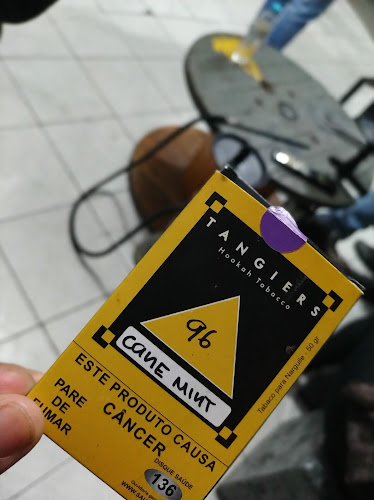 TANGIERS
Hookah Tobacco
96
CANE MINT
Tabaco para Narguile - 50 gr
ESTE PRODUTO CAUSA
CÂNCER
PARE
DE
FUMAR
DISQUE SAÚDE
136